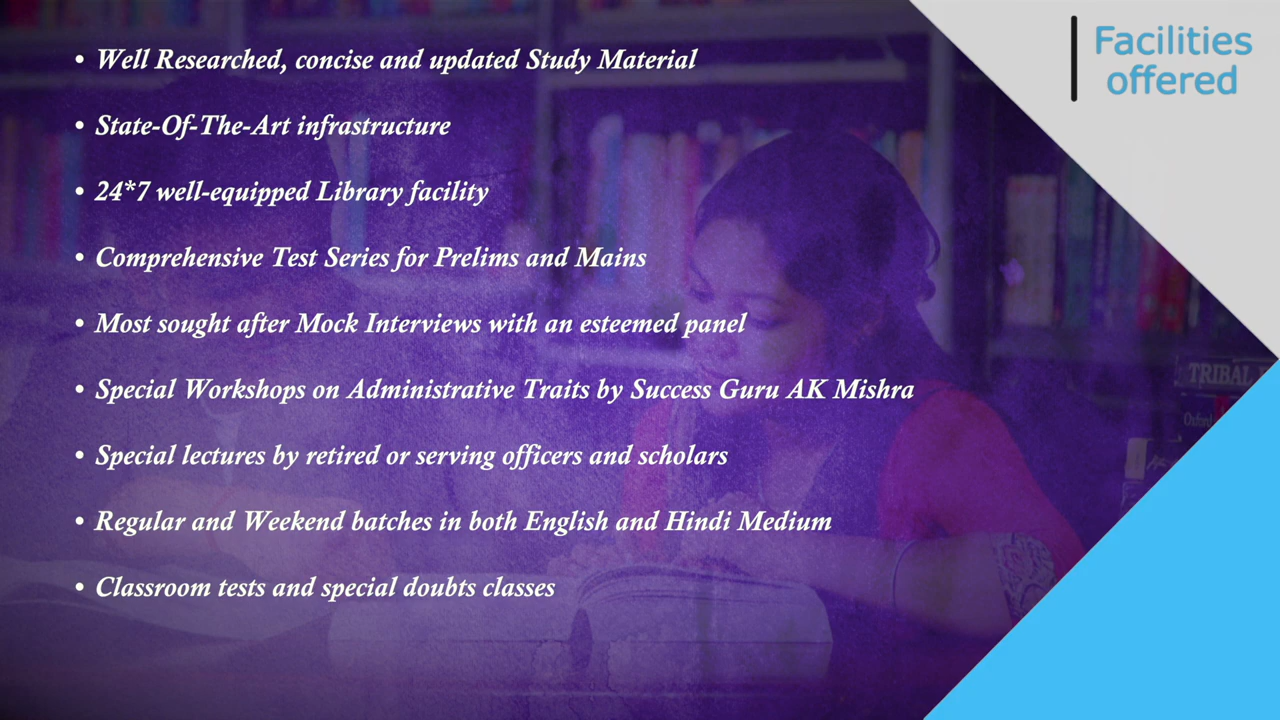 Facilities
offered
• Well Researched, concise and updated Study Material
• State-Of-The-Art infrastructure
• 24*7 well-equipped Library facility
• Comprehensive Test Series for Prelims and Mains
• Most sought after Mock Interviews with an esteemed panel
• Special Workshops on Administrative Traits by Success Guru AK Mishra
• Special lectures by retired or serving officers and scholars
• Regular and Weekend batches in both English and Hindi Medium
• Classroom tests and special doubts classes
TRIBAL
Oxford